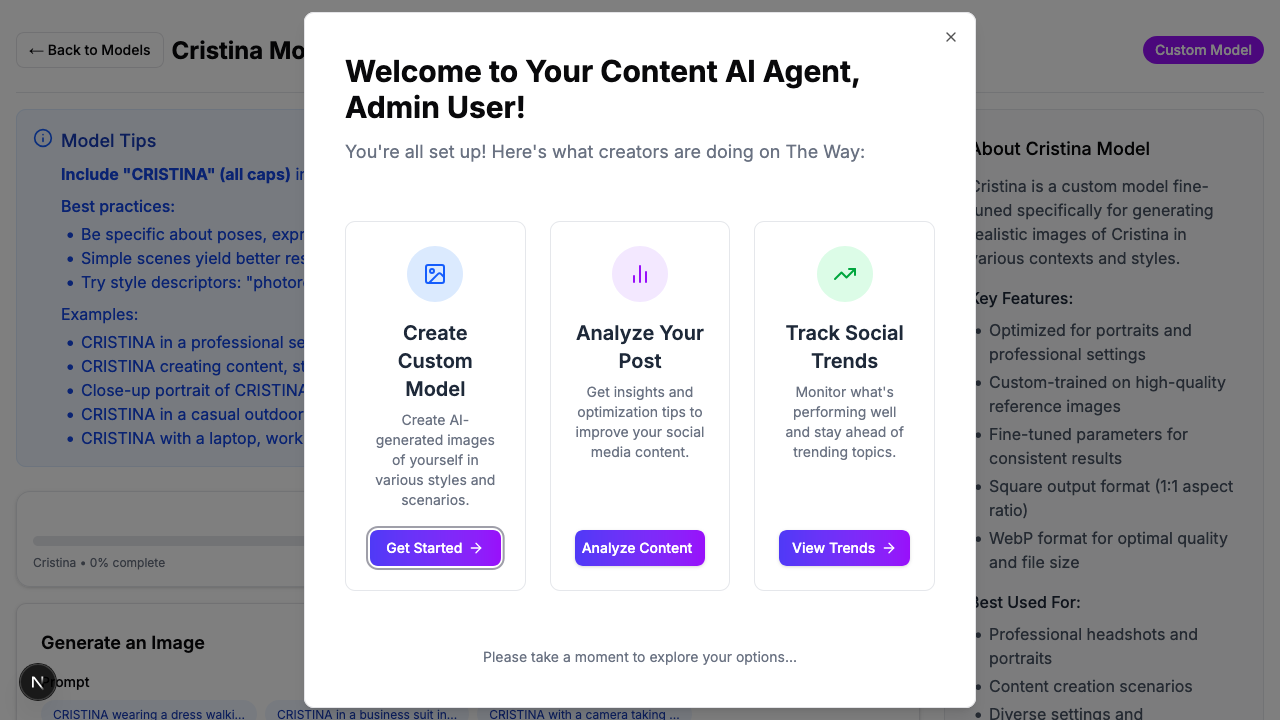 ← Back to Models
Cristina Mo
Custom Model
Model Tips
Include "CRISTINA" (all caps) in
Best practices:
• Be specific about poses, expr
• Simple scenes yield better res
• Try style descriptors: "photor
Examples:
• CRISTINA in a professional se
• CRISTINA creating content, st
• Close-up portrait of CRISTINA
• CRISTINA in a casual outdoor
• CRISTINA with a laptop, work
Cristina • 0% complete
Generate an Image
Prompt
CRISTINA wearing a dress walki...
CRISTINA in a business suit in...
CRISTINA with a camera taking ...
N
Welcome to Your Content AI Agent,
Admin User!
You're all set up! Here's what creators are doing on The Way:
Create
Custom
Model
Create AI-
generated images
of yourself in
various styles and
scenarios.
Get Started →
Analyze Your
Post
Get insights and
optimization tips to
improve your social
media content.
Analyze Content
Track Social
Trends
Monitor what's
performing well
and stay ahead of
trending topics.
View Trends →
Please take a moment to explore your options...
About Cristina Model
Cristina is a custom model fine-
tuned specifically for generating
realistic images of Cristina in
various contexts and styles.
Key Features:
• Optimized for portraits and
professional settings
• Custom-trained on high-quality
reference images
• Fine-tuned parameters for
consistent results
• Square output format (1:1 aspect
ratio)
• WebP format for optimal quality
and file size
Best Used For:
• Professional headshots and
portraits
• Content creation scenarios
• Diverse settings and